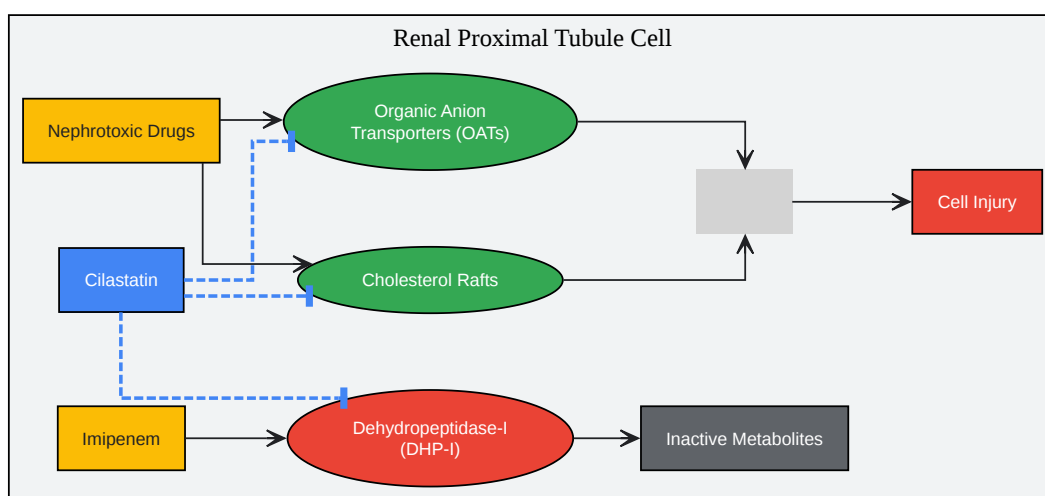 Renal Proximal Tubule Cell
Nephrotoxic Drugs
Organic Anion
Transporters (OATs)
Cell Injury
Cilastatin
Cholesterol Rafts
Imipenem
Dehydropeptidase-I
(DHP-I)
Inactive Metabolites